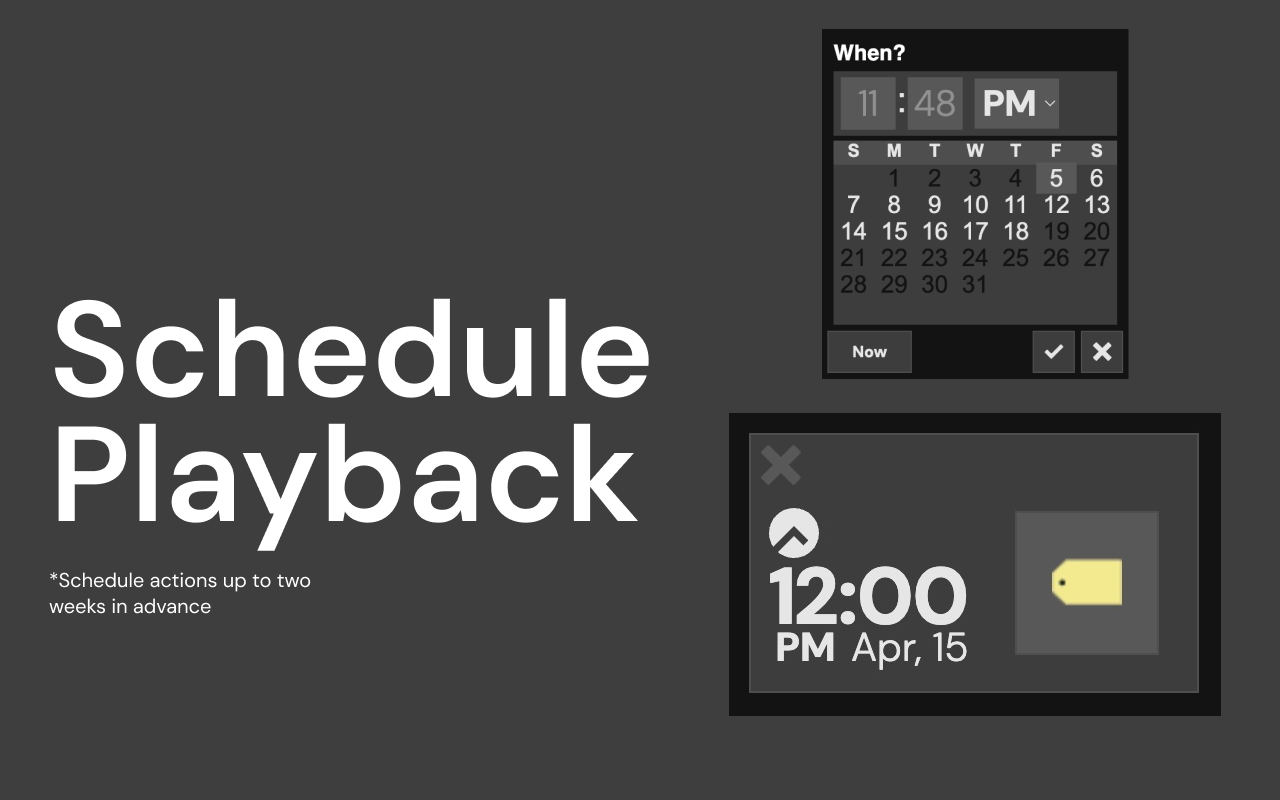 Schedule
Playback
*Schedule actions up to two
weeks in advance
When?
11 : 48 PM
S M T W T F S
1 2 3 4 5 6
7 8 9 10 11 12 13
14 15 16 17 18 19 20
21 22 23 24 25 26 27
28 29 30 31
Now
12:00
PM Apr, 15